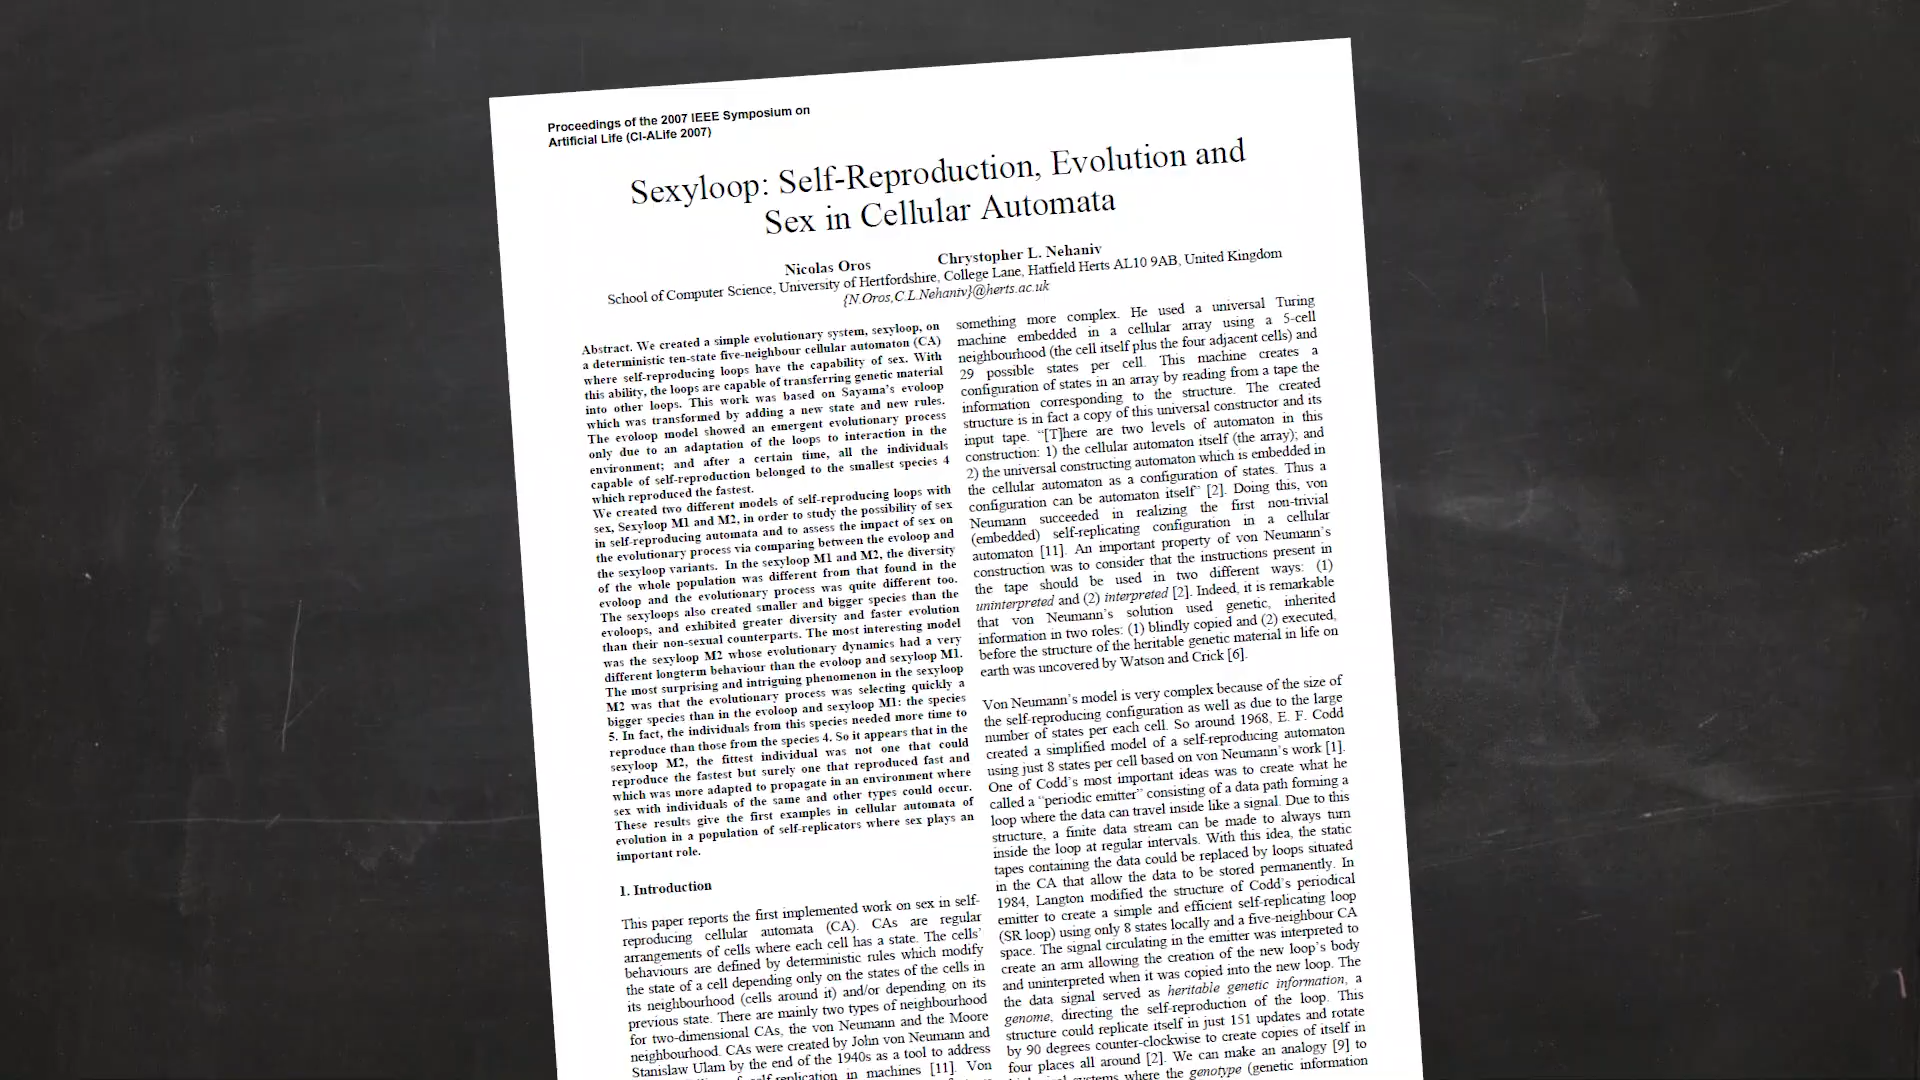 Proceedings of the 2007 IEEE Symposium on
Artificial Life (CI-ALife 2007)
Sexyloop: Self-Reproduction, Evolution and
Sex in Cellular Automata
Nicolas Oros
Chrystopher L. Nehaniv
School of Computer Science, University of Hertfordshire, College Lane, Hatfield Herts AL10 9AB, United Kingdom
{N.Oros,C.L.Nehaniv}@herts.ac.uk
Abstract. We created a simple evolutionary system, sexyloop, on
a deterministic ten-state five-neighbour cellular automaton (CA)
where self-reproducing loops have the capability of sex. With
this ability, the loops are capable of transferring genetic material
into other loops. This work was based on Sayama's evoloop
which was transformed by adding a new state and new rules.
The evoloop model showed an emergent evolutionary process
only due to an adaptation of the loops to interaction in the
environment; and after a certain time, all the individuals
capable of self-reproduction belonged to the smallest species 4
which reproduced the fastest.
We created two different models of self-reproducing loops with
sex, Sexyloop M1 and M2, in order to study the possibility of sex
in self-reproducing automata and to assess the impact of sex on
the evolutionary process via comparing between the evoloop and
the sexyloop variants. In the sexyloop M1 and M2, the diversity
of the whole population was different from that found in the
evoloop and the evolutionary process was quite different too.
The sexyloops also created smaller and bigger species than the
evoloops, and exhibited greater diversity and faster evolution
than their non-sexual counterparts. The most interesting model
was the sexyloop M2 whose evolutionary dynamics had a very
different longterm behaviour than the evoloop and sexyloop M1.
The most surprising and intriguing phenomenon in the sexyloop
M2 was that the evolutionary process was selecting quickly a
bigger species than in the evoloop and sexyloop M1: the species
5. In fact, the individuals from this species needed more time to
reproduce than those from the species 4. So it appears that in the
sexyloop M2, the fittest individual was not one that could
reproduce the fastest but surely one that reproduced fast and
which was more adapted to propagate in an environment where
sex with individuals of the same and other types could occur.
These results give the first examples in cellular automata of
evolution in a population of self-replicators where sex plays an
important role.
1. Introduction
This paper reports the first implemented work on sex in self-
reproducing cellular automata (CA). CAs are regular
arrangements of cells where each cell has a state. The cells'
behaviours are defined by deterministic rules which modify
the state of a cell depending only on the states of the cells in
its neighbourhood (cells around it) and/or depending on its
previous state. There are mainly two types of neighbourhood
for two-dimensional CAs, the von Neumann and the Moore
neighbourhood. CAs were created by John von Neumann and
Stanislaw Ulam by the end of the 1940s as a tool to address
self-replication in machines [11]. Von
something more complex. He used a universal Turing
machine embedded in a cellular array using a 5-cell
neighbourhood (the cell itself plus the four adjacent cells) and
29 possible states per cell. This machine creates a
configuration of states in an array by reading from a tape the
information corresponding to the structure. The created
structure is in fact a copy of this universal constructor and its
input tape. "[T]here are two levels of automaton in this
construction: 1) the cellular automaton itself (the array); and
2) the universal constructing automaton which is embedded in
the cellular automaton as a configuration of states. Thus a
configuration can be automaton itself" [2]. Doing this, von
Neumann succeeded in realizing the first non-trivial
(embedded) self-replicating configuration in a cellular
automaton [11]. An important property of von Neumann's
construction was to consider that the instructions present in
the tape should be used in two different ways: (1)
uninterpreted and (2) interpreted [2]. Indeed, it is remarkable
that von Neumann's solution used genetic, inherited
information in two roles: (1) blindly copied and (2) executed,
before the structure of the heritable genetic material in life on
earth was uncovered by Watson and Crick [6].
Von Neumann's model is very complex because of the size of
the self-reproducing configuration as well as due to the large
number of states per each cell. So around 1968, E. F. Codd
created a simplified model of a self-reproducing automaton
using just 8 states per cell based on von Neumann's work [1].
One of Codd's most important ideas was to create what he
called a "periodic emitter" consisting of a data path forming a
loop where the data can travel inside like a signal. Due to this
structure, a finite data stream can be made to always turn
inside the loop at regular intervals. With this idea, the static
tapes containing the data could be replaced by loops situated
in the CA that allow the data to be stored permanently. In
1984, Langton modified the structure of Codd's periodical
emitter to create a simple and efficient self-replicating loop
(SR loop) using only 8 states locally and a five-neighbour CA
space. The signal circulating in the emitter was interpreted to
create an arm allowing the creation of the new loop's body
and uninterpreted when it was copied into the new loop. The
the data signal served as heritable genetic information, a
genome, directing the self-reproduction of the loop. This
structure could replicate itself in just 151 updates and rotate
by 90 degrees counter-clockwise to create copies of itself in
four places all around [2]. We can make an analogy [9] to
systems where the genotype (genetic information